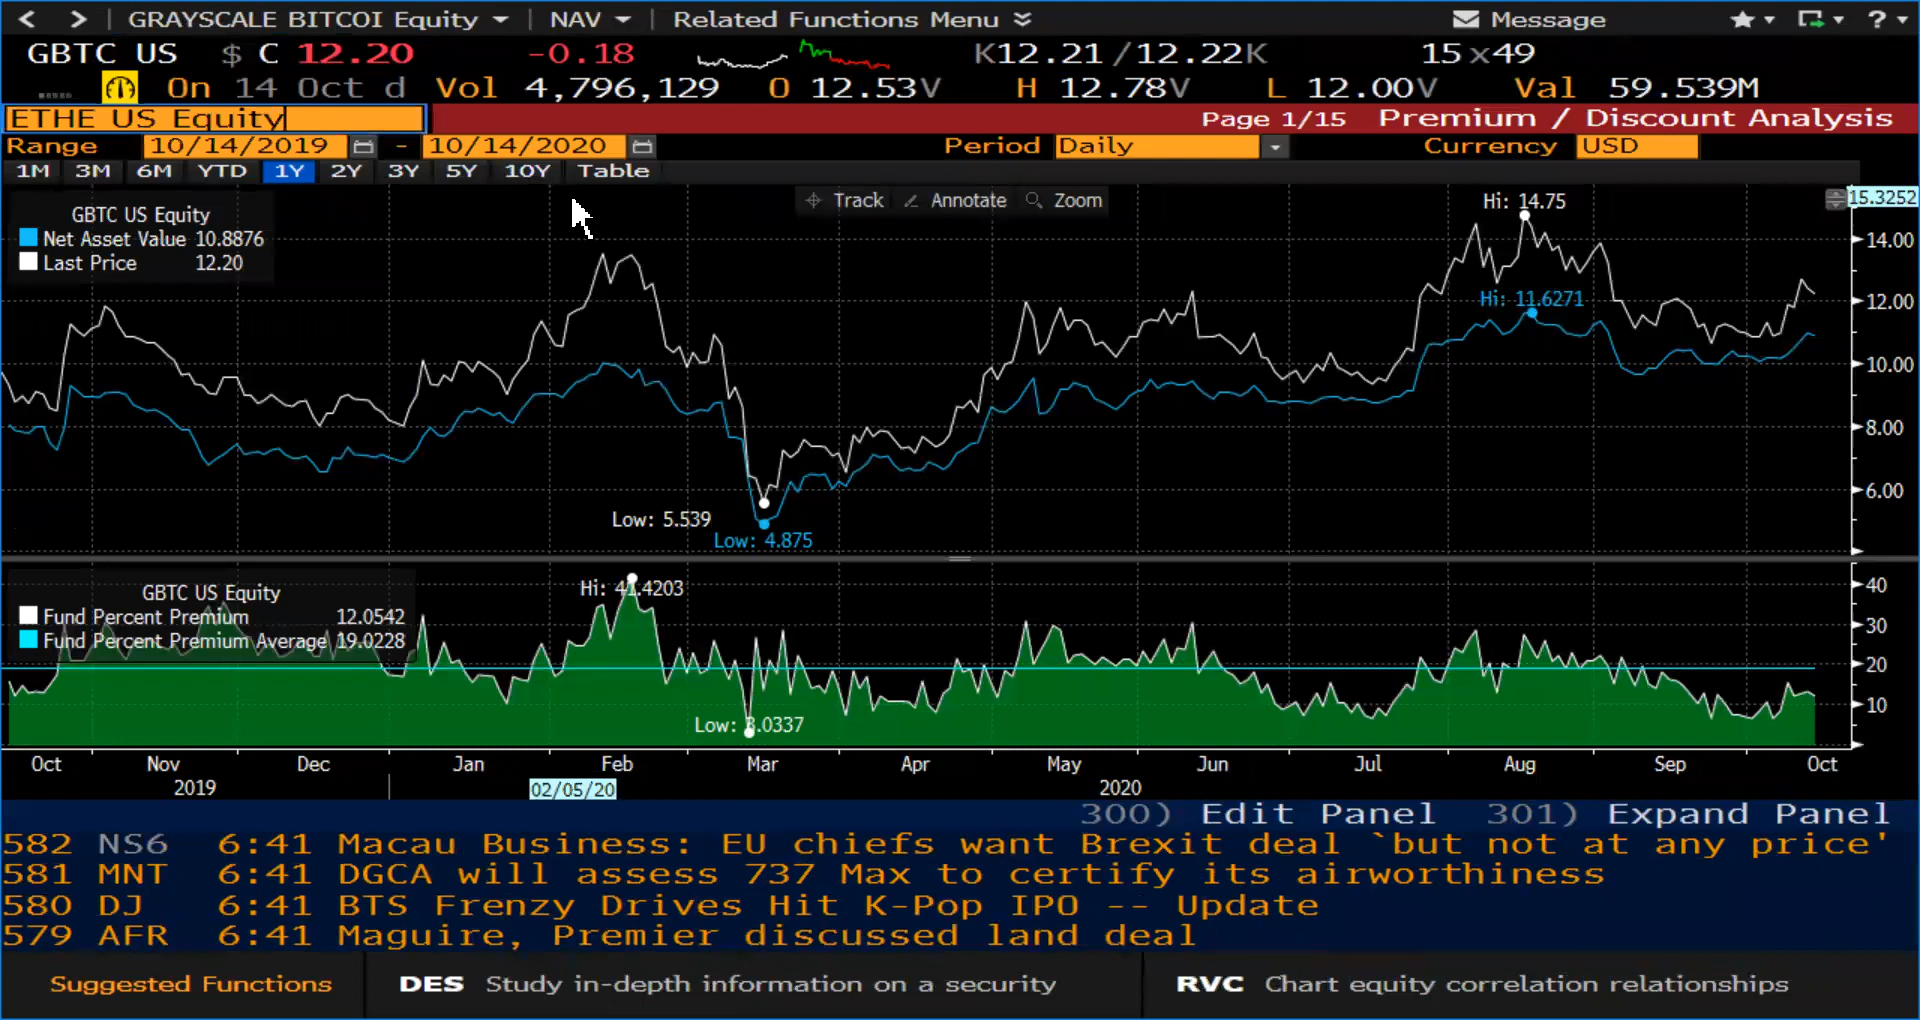 GRAYSCALE BITCOI Equity NAV Related Functions Menu Message ?
GBTC US $ C 12.20 -0.18 K12.21/12.22K 15x49
On 14 Oct d Vol 4,796,129 O 12.53V H 12.78V L 12.00V Val 59.539M
ETHE US Equity Page 1/15 Premium / Discount Analysis
Range 10/14/2019 - 10/14/2020 Period Daily Currency USD
1M 3M 6M YTD 1Y 2Y 3Y 5Y 10Y Table
Track Annotate Zoom
GBTC US Equity
Net Asset Value 10.8876
Last Price 12.20
Hi: 14.75
Hi: 11.6271
Low: 5.539
Low: 4.875
15.3252
14.00
12.00
10.00
8.00
6.00
GBTC US Equity
Fund Percent Premium 12.0542
Fund Percent Premium Average 19.0228
Hi: 41.4203
Low: 3.0337
40
30
20
10
Oct Nov Dec Jan Feb Mar Apr May Jun Jul Aug Sep Oct
2019 02/05/20 2020
300) Edit Panel 301) Expand Panel
582 NS6 6:41 Macau Business: EU chiefs want Brexit deal `but not at any price'
581 MNT 6:41 DGCA will assess 737 Max to certify its airworthiness
580 DJ 6:41 BTS Frenzy Drives Hit K-Pop IPO -- Update
579 AFR 6:41 Maguire, Premier discussed land deal
Suggested Functions DES Study in-depth information on a security RVC Chart equity correlation relationships